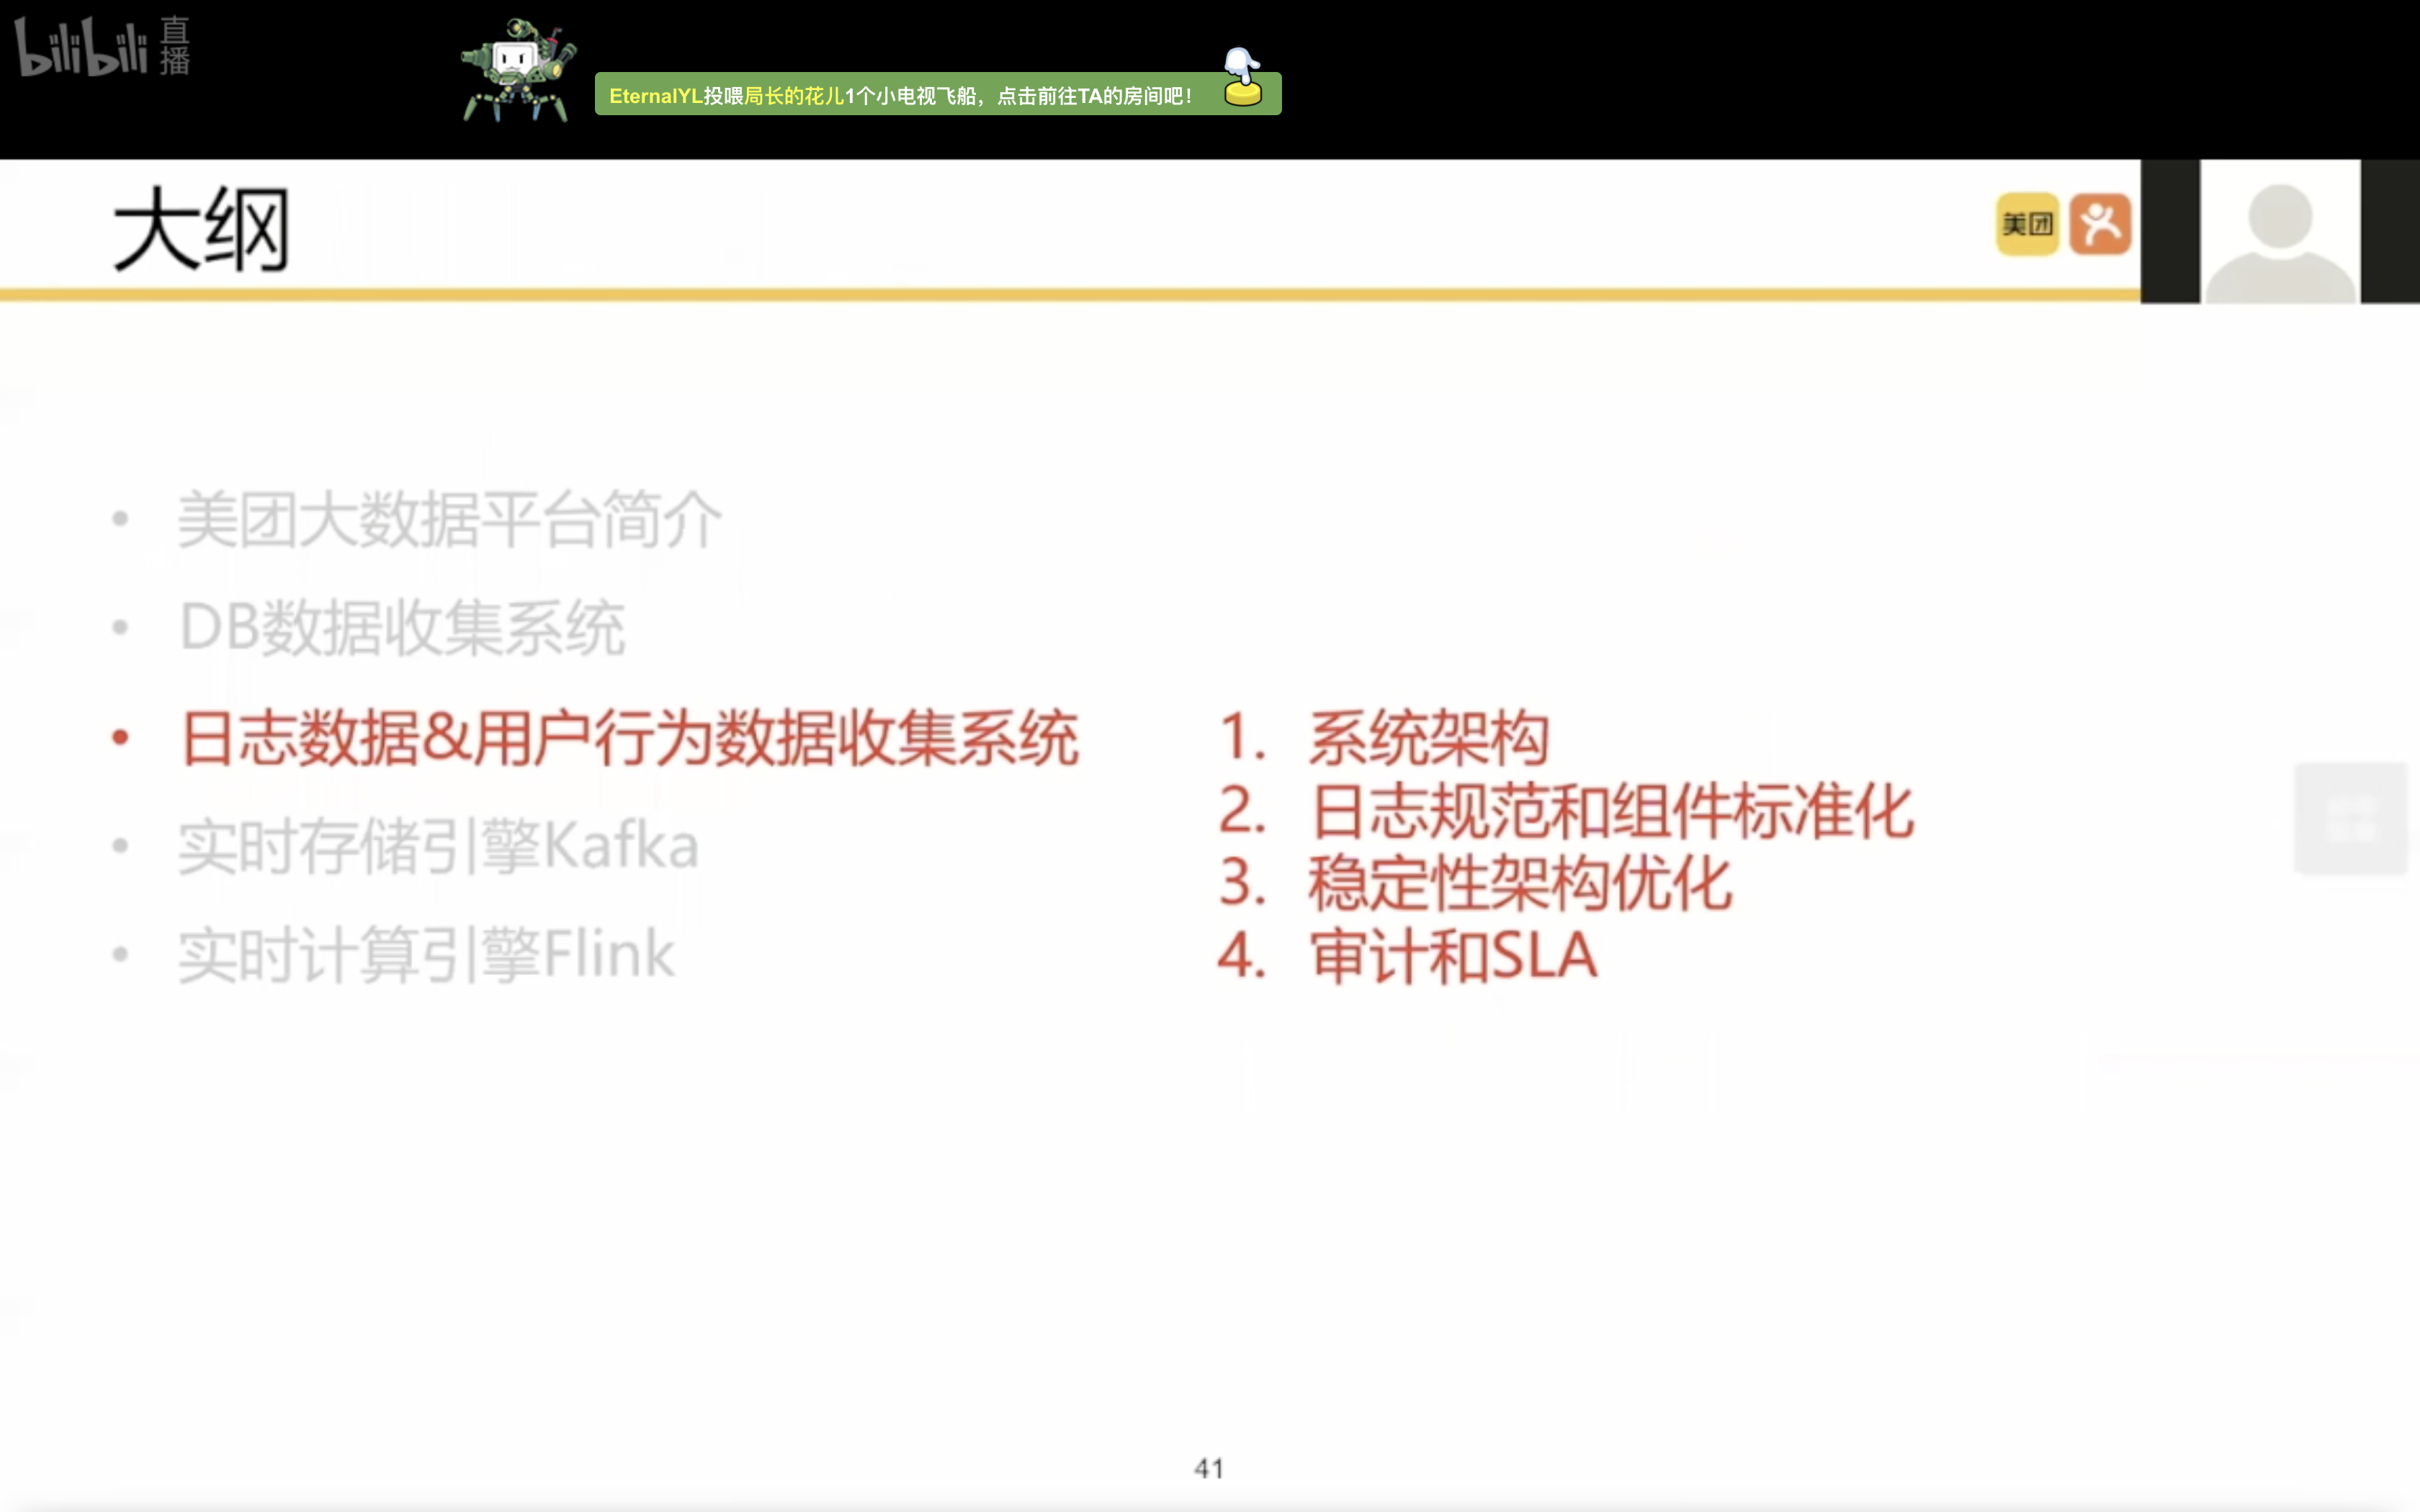 bilibili 直播
EternalYL投喂局长的花儿1个小电视飞船，点击前往TA的房间吧！
大纲
美团
• 美团大数据平台简介
• DB数据收集系统
• 日志数据&用户行为数据收集系统
1. 系统架构
2. 日志规范和组件标准化
3. 稳定性架构优化
4. 审计和SLA
• 实时存储引擎Kafka
• 实时计算引擎Flink
41